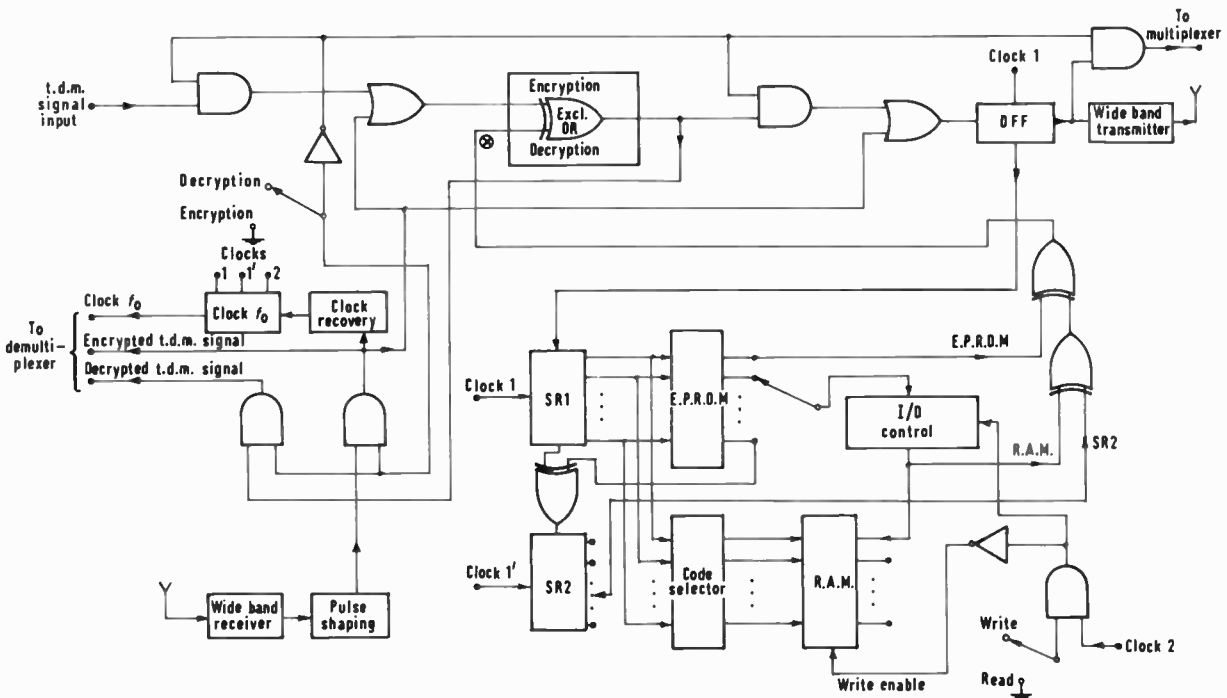 To
multiplexer
Clock 1
t.d.m.
signal
input
Encryption
Excl.
OR
Decryption
DFF
Wide band
transmitter
Decryption
Encryption
Clocks
1 1′ 2
Clock f₀
Clock f₀
Clock
recovery
To
demulti-
plexer
Encrypted t.d.m. signal
Decrypted t.d.m. signal
E.P.R.O.M
Clock 1
SR1
E.P.R.O.M
I/O
control
R.A.M.
SR2
Clock 1′
SR2
Code
selector
R.A.M.
Wide band
receiver
Pulse
shaping
Write
Clock 2
Read
Write enable